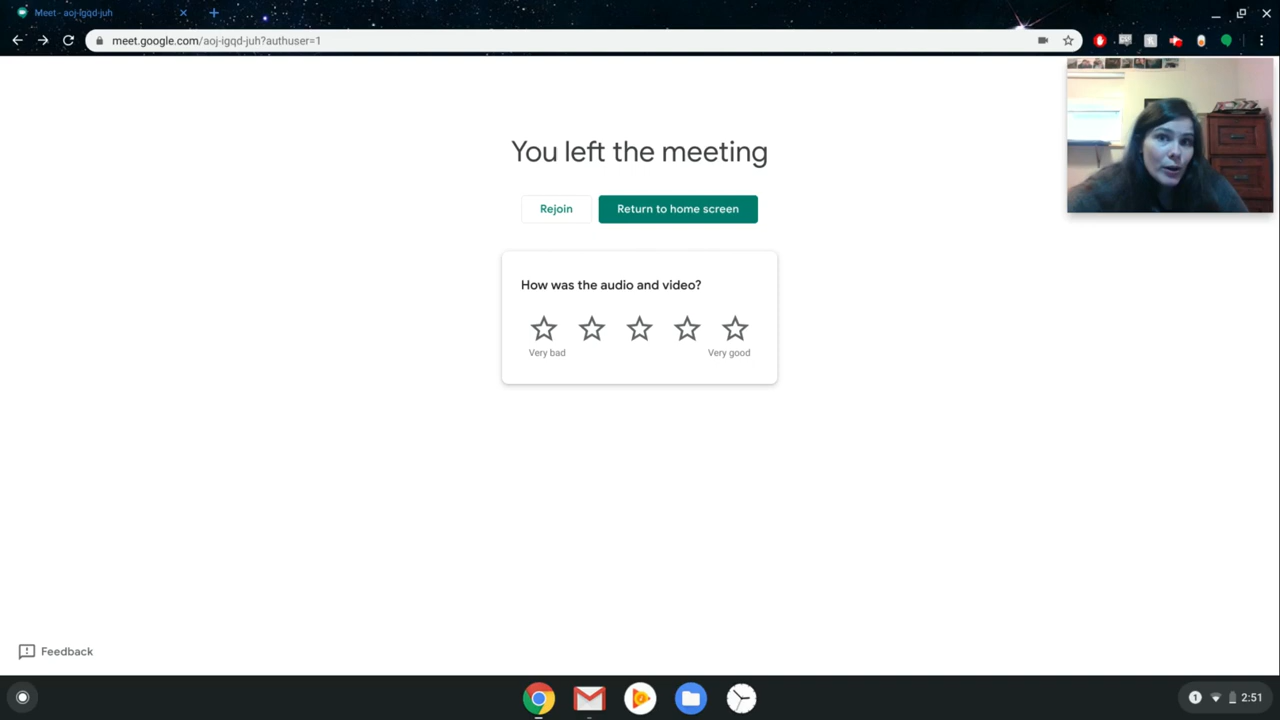 Meet - aoj-igqd-juh
meet.google.com/aoj-igqd-juh?authuser=1
You left the meeting
Rejoin
Return to home screen
How was the audio and video?
Very bad
Very good
Feedback
1
2:51